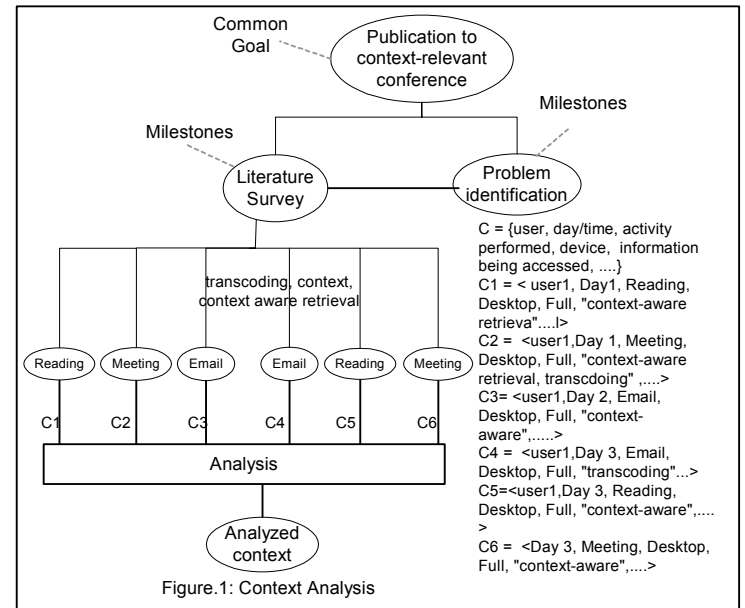 Common
Goal
Publication to
context-relevant
conference
Milestones
Milestones
Literature
Survey
Problem
identification
transcoding, context,
context aware retrieval
Reading
Meeting
Email
Email
Reading
Meeting
C1
C2
C3
C4
C5
C6
Analysis
Analyzed
context
C = {user, day/time, activity
performed, device, information
being accessed, ....}
C1 = < user1, Day1, Reading,
Desktop, Full, "context-aware
retrieva"....l>
C2 = <user1,Day 1, Meeting,
Desktop, Full, "context-aware
retrieval, transcdoing" ,....>
C3= <user1,Day 2, Email,
Desktop, Full, "context-
aware",.....>
C4 = <user1,Day 3, Email,
Desktop, Full, "transcoding"...>
C5=<user1,Day 3, Reading,
Desktop, Full, "context-aware",....
>
C6 = <Day 3, Meeting, Desktop,
Full, "context-aware",....>
Figure.1: Context Analysis